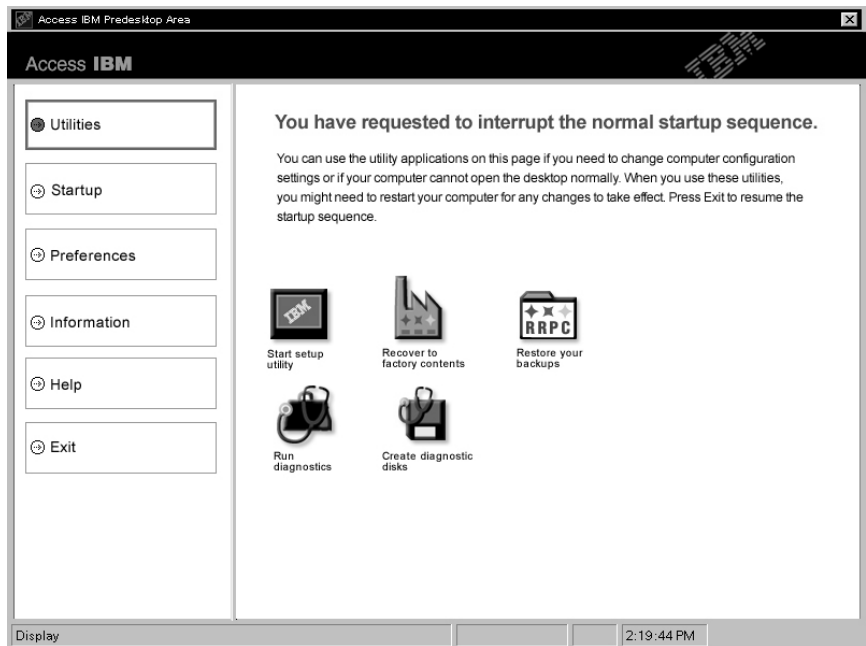 Access IBM Predesktop Area
Access IBM
IBM
Utilities
Startup
Preferences
Information
Help
Exit
You have requested to interrupt the normal startup sequence.
You can use the utility applications on this page if you need to change computer configuration
settings or if your computer cannot open the desktop normally. When you use these utilities,
you might need to restart your computer for any changes to take effect. Press Exit to resume the
startup sequence.
IBM
Start setup
utility
Recover to
factory contents
RRPC
Restore your
backups
Run
diagnostics
Create diagnostic
disks
Display
2:19:44 PM